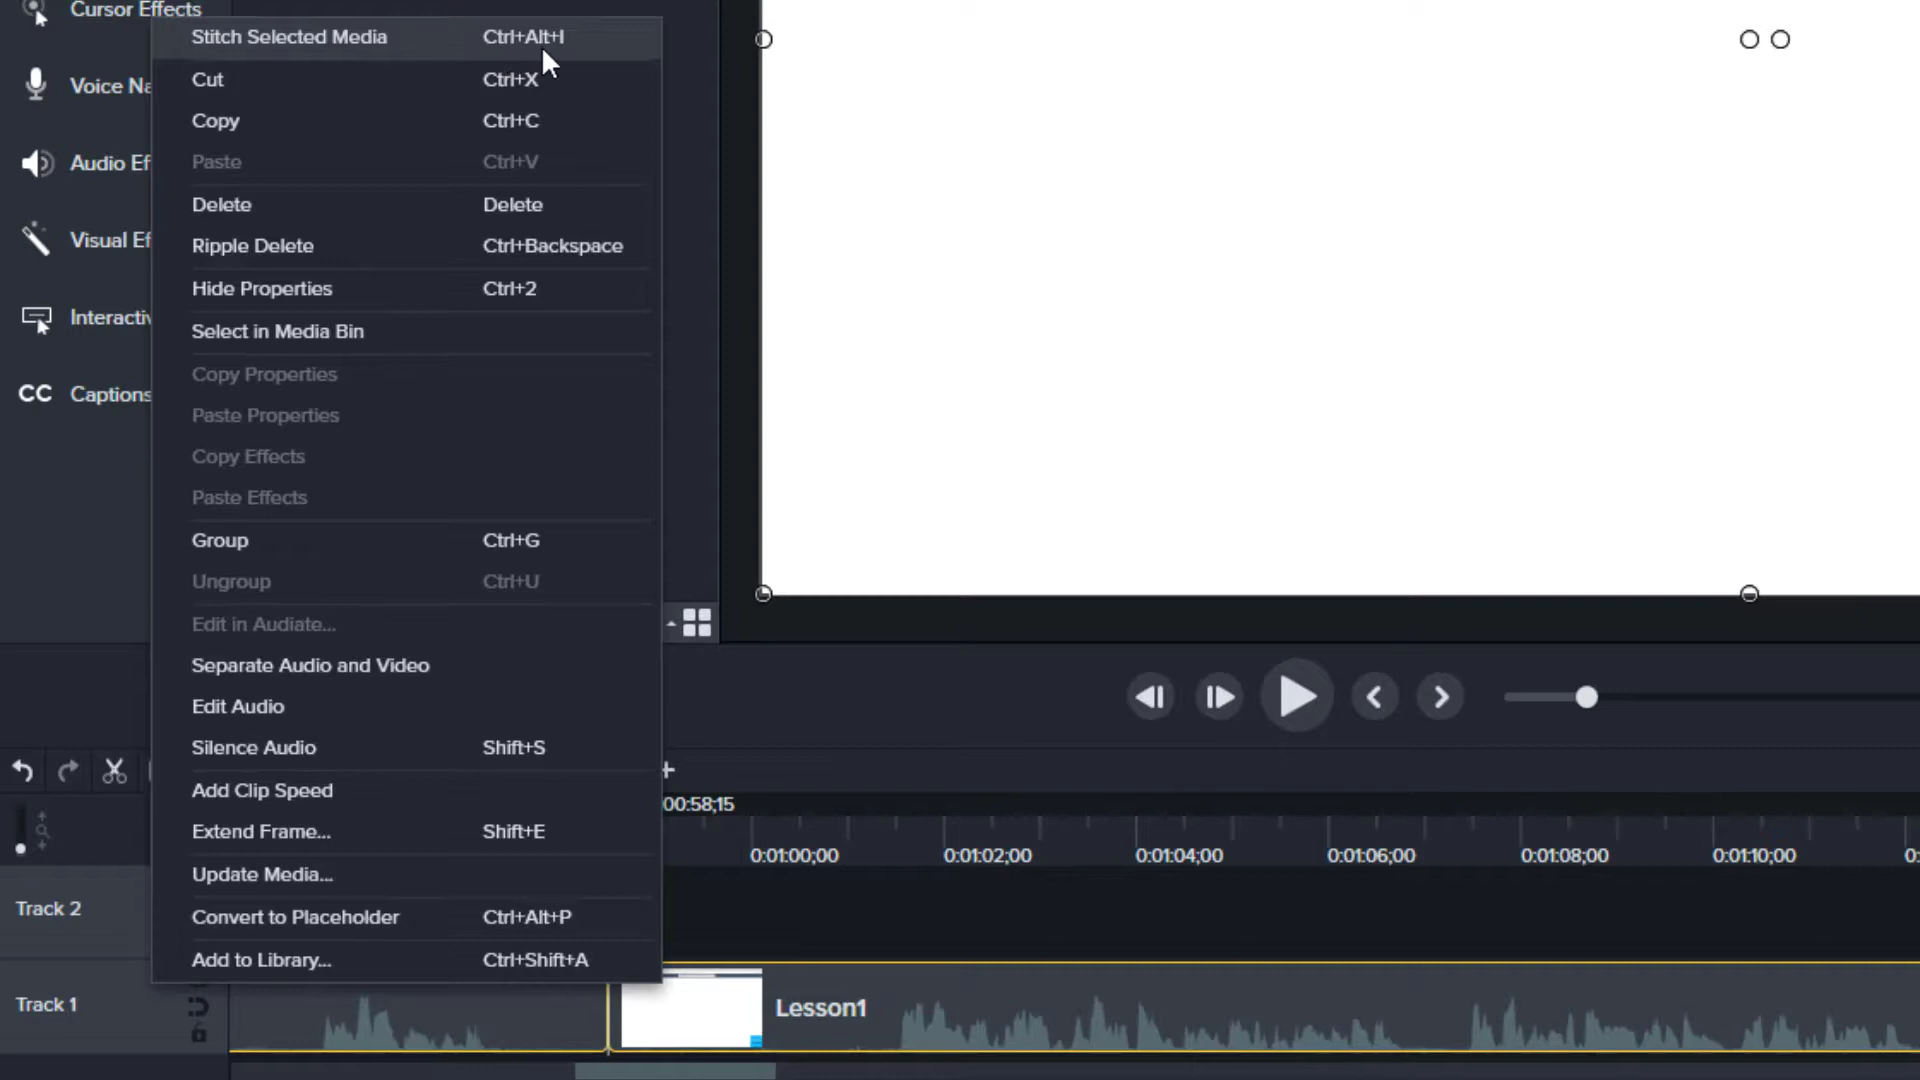 Cursor Effects
Voice Na
Audio Ef
Visual Ef
Interactiv
CC Captions
Stitch Selected Media Ctrl+Alt+I
Cut Ctrl+X
Copy Ctrl+C
Paste Ctrl+V
Delete Delete
Ripple Delete Ctrl+Backspace
Hide Properties Ctrl+2
Select in Media Bin
Copy Properties
Paste Properties
Copy Effects
Paste Effects
Group Ctrl+G
Ungroup Ctrl+U
Edit in Audiate...
Separate Audio and Video
Edit Audio
Silence Audio Shift+S
Add Clip Speed
Extend Frame... Shift+E
Update Media...
Convert to Placeholder Ctrl+Alt+P
Add to Library... Ctrl+Shift+A
00:58;15
0:01:00;00 0:01:02;00 0:01:04;00 0:01:06;00 0:01:08;00 0:01:10;00 0:
Track 2
Track 1
Lesson1